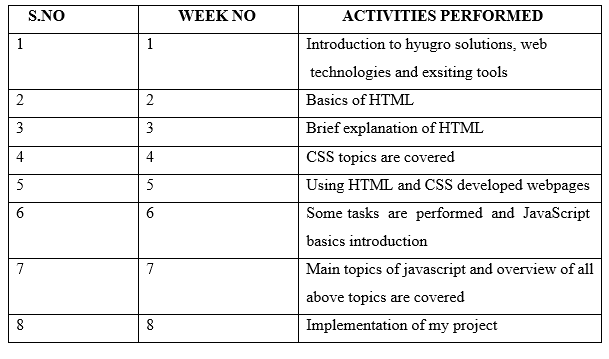 S.NO WEEK NO ACTIVITIES PERFORMED
1 1 Introduction to hyugro solutions, web
technologies and exsiting tools
2 2 Basics of HTML
3 3 Brief explanation of HTML
4 4 CSS topics are covered
5 5 Using HTML and CSS developed webpages
6 6 Some tasks are performed and JavaScript
basics introduction
7 7 Main topics of javascript and overview of all
above topics are covered
8 8 Implementation of my project